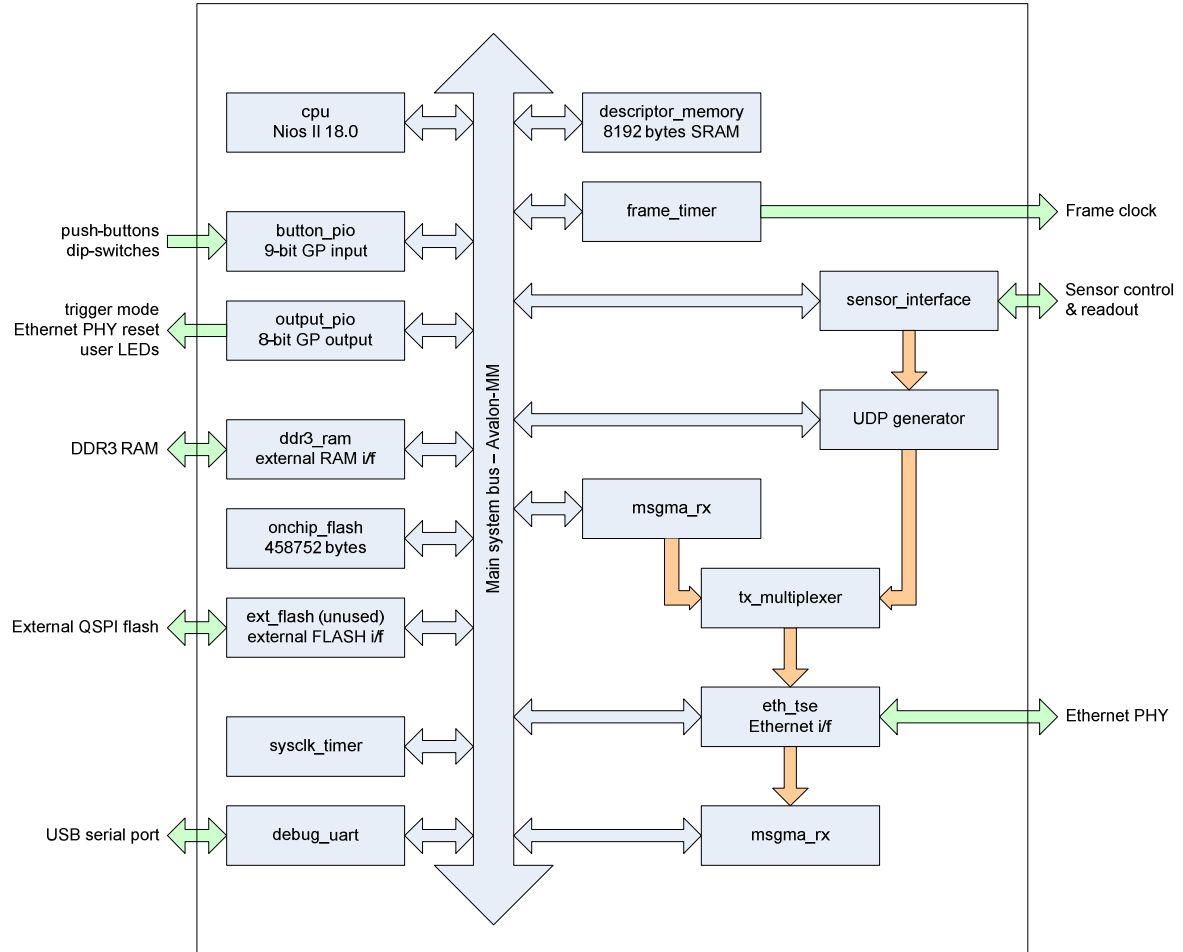 cpu
Nios II 18.0
descriptor_memory
8192 bytes SRAM
push-buttons
dip-switches
button_pio
9-bit GP input
frame_timer
Frame clock
trigger mode
Ethernet PHY reset
user LEDs
output_pio
8-bit GP output
sensor_interface
Sensor control
& readout
Main system bus – Avalon-MM
DDR3 RAM
ddr3_ram
external RAM i/f
UDP generator
onchip_flash
458752 bytes
msgma_rx
External QSPI flash
ext_flash (unused)
external FLASH i/f
tx_multiplexer
sysclk_timer
eth_tse
Ethernet i/f
Ethernet PHY
USB serial port
debug_uart
msgma_rx